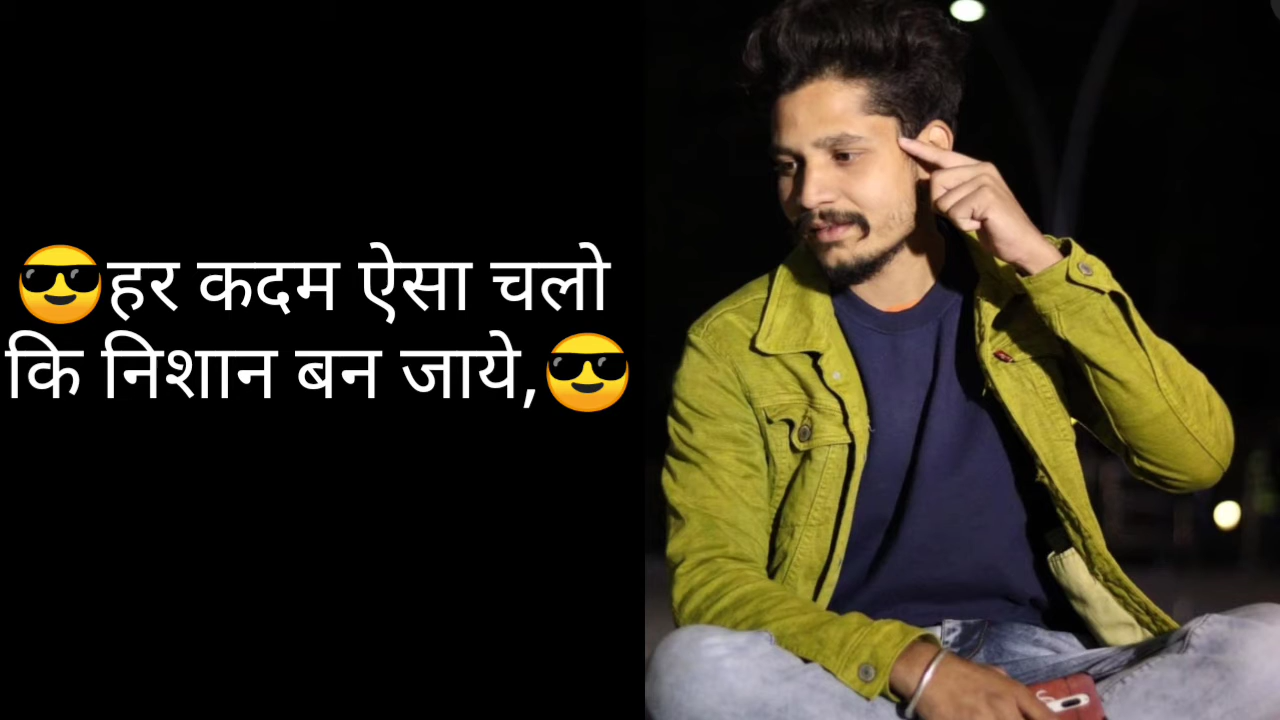 😎हर कदम ऐसा चलो
कि निशान बन जाये,😎